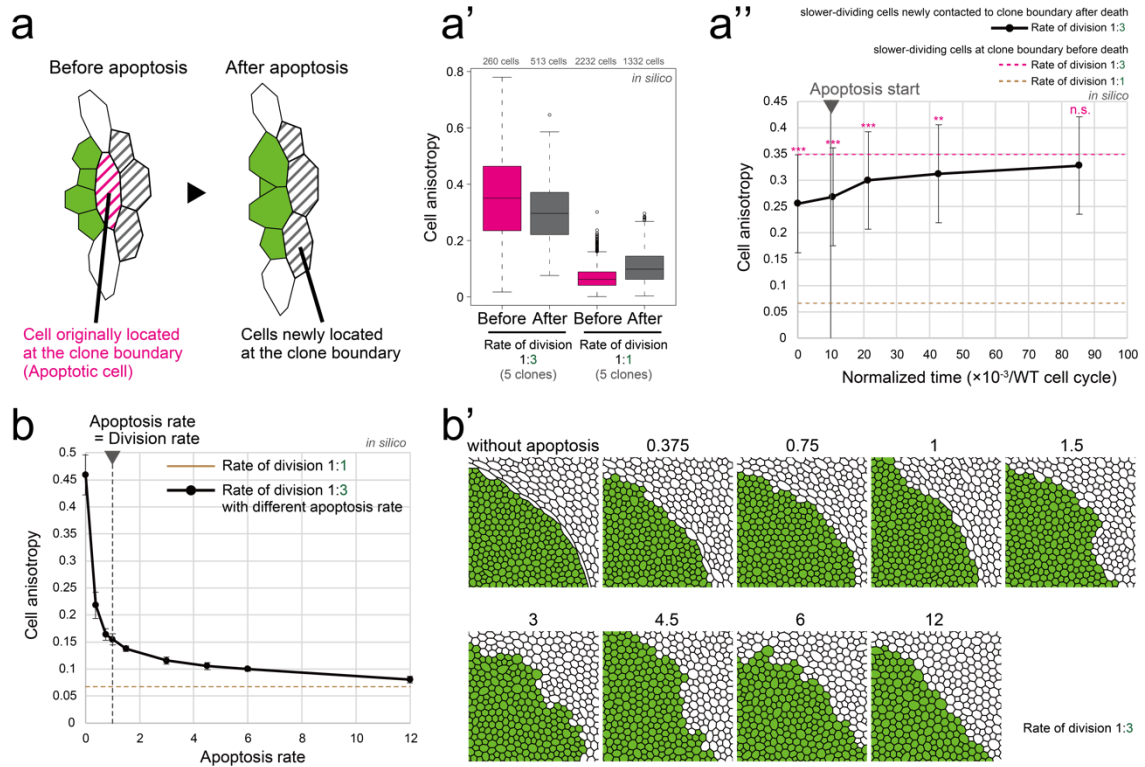 a
Before apoptosis
After apoptosis
Cell originally located
at the clone boundary
(Apoptotic cell)
Cells newly located
at the clone boundary
a'
260 cells 513 cells 2232 cells 1332 cells
in silico
Cell anisotropy
0.8
0.6
0.4
0.2
0
Before After Before After
Rate of division
1:3
(5 clones)
Rate of division
1:1
(5 clones)
a''
slower-dividing cells newly contacted to clone boundary after death
Rate of division 1:3
slower-dividing cells at clone boundary before death
Rate of division 1:3
Rate of division 1:1
in silico
Apoptosis start
Cell anisotropy
0.45
0.4
0.35
0.3
0.25
0.2
0.15
0.1
0.05
0
*** *** *** ** n.s.
0 10 20 30 40 50 60 70 80 90 100
Normalized time (×10-3/WT cell cycle)
b
Apoptosis rate
= Division rate
in silico
Rate of division 1:1
Rate of division 1:3
with different apoptosis rate
Cell anisotropy
0.5
0.45
0.4
0.35
0.3
0.25
0.2
0.15
0.1
0.05
0
0 2 4 6 8 10 12
Apoptosis rate
b'
without apoptosis 0.375 0.75 1 1.5
3 4.5 6 12
Rate of division 1:3